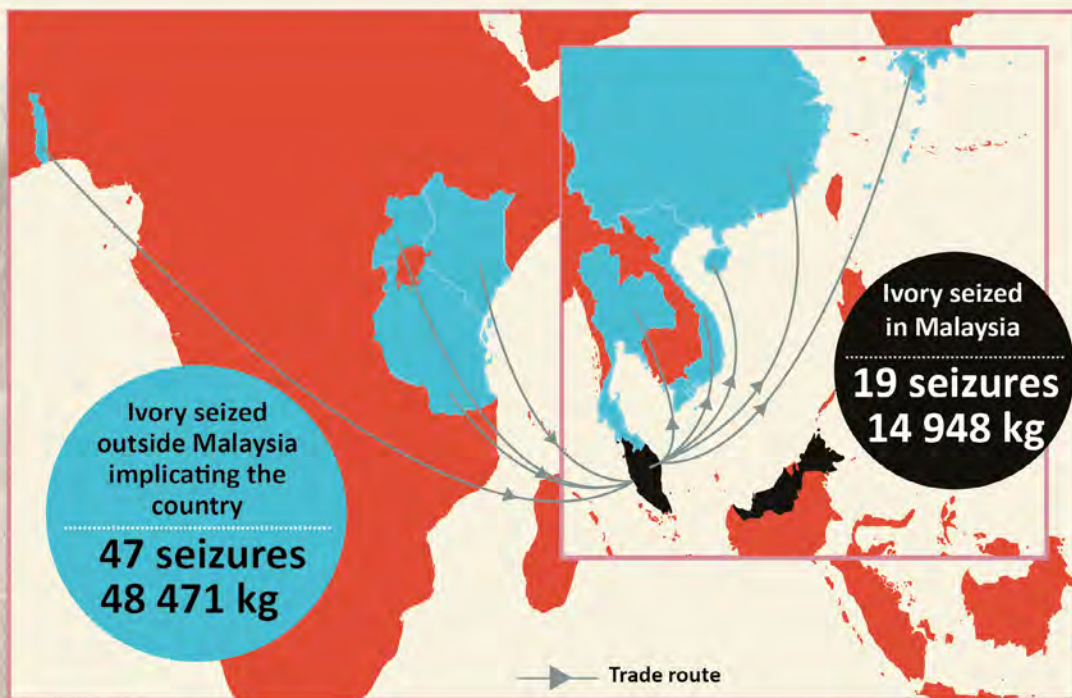 Ivory seized
in Malaysia
19 seizures
14 948 kg
Ivory seized
outside Malaysia
implicating the
country
47 seizures
48 471 kg
Trade route